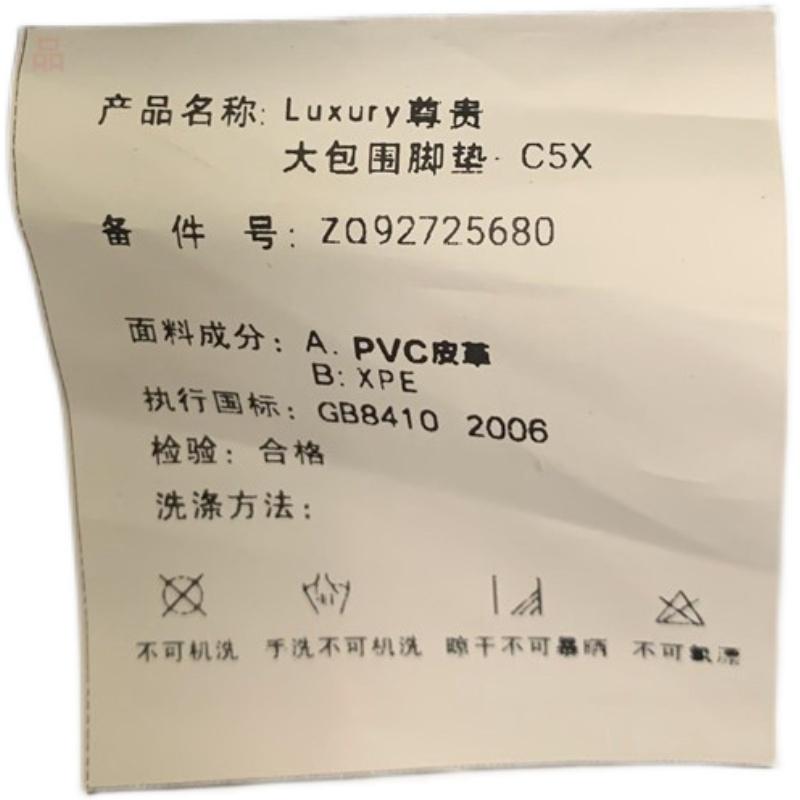 品
产品名称: Luxury尊贵
大包围脚垫· C5X
备 件 号: ZQ92725680
面料成分: A. PVC皮革
B: XPE
执行国标: GB8410 2006
检验: 合格
洗涤方法:
不可机洗 手洗不可机洗 晾干不可暴晒 不可氯漂